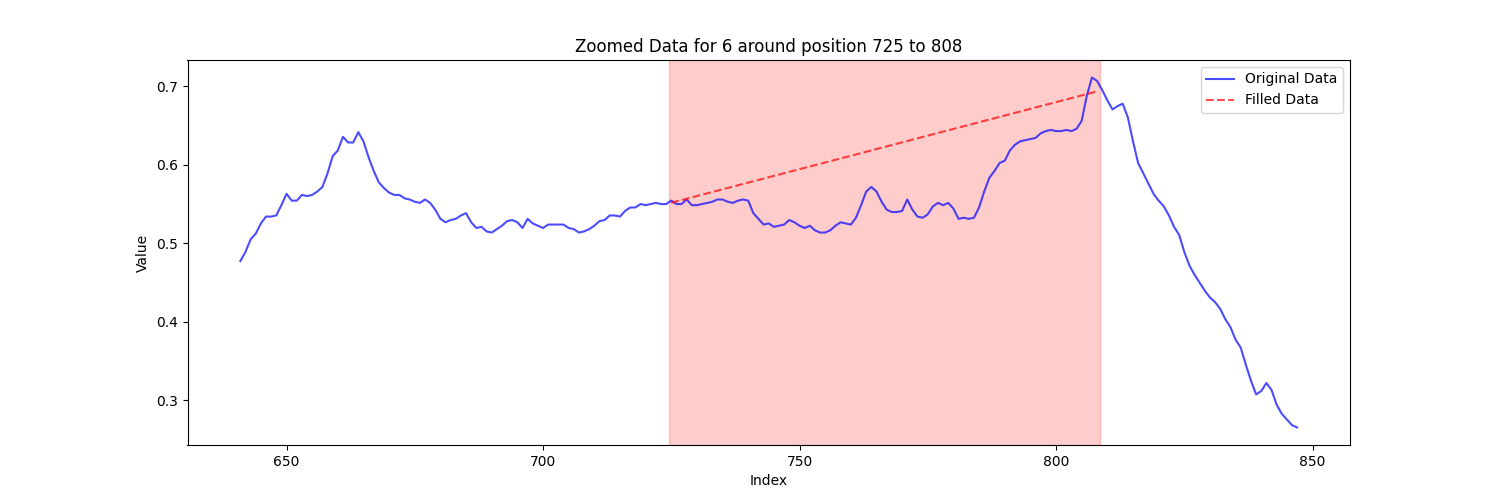 Zoomed Data for 6 around position 725 to 808
Original Data
Filled Data
Value
0.7
0.6
0.5
0.4
0.3
650 700 750 800 850
Index